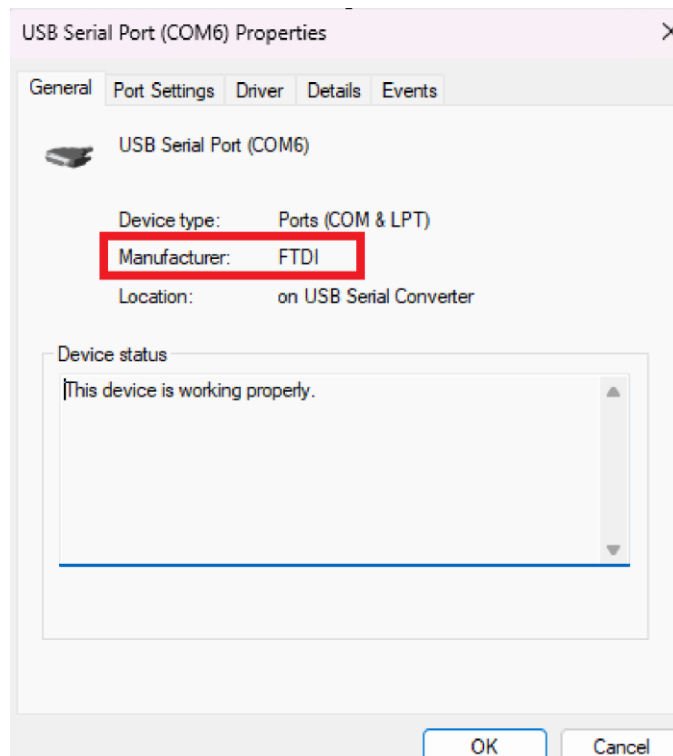 USB Serial Port (COM6) Properties
General Port Settings Driver Details Events
USB Serial Port (COM6)
Device type: Ports (COM & LPT)
Manufacturer: FTDI
Location: on USB Serial Converter
Device status
This device is working properly.
OK Cancel